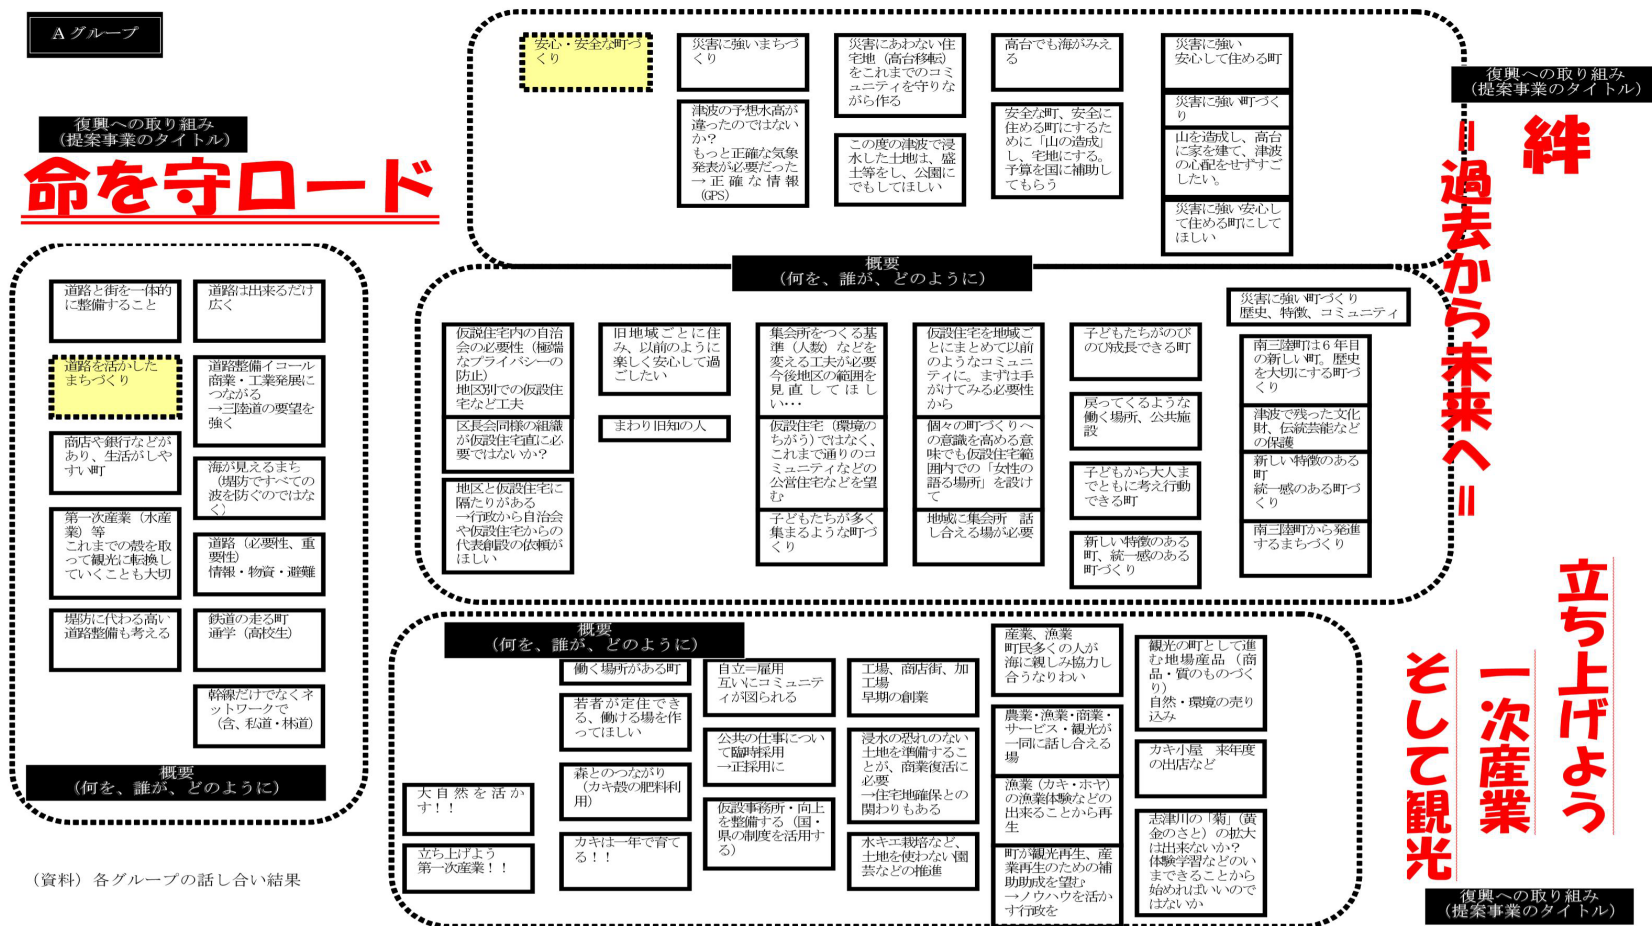 Aグループ
復興への取り組み
(提案事業のタイトル)
命を守ロード
道路と街を一体的
に整備すること
道路は出来るだけ
広く
道路を活かした
まちづくり
道路整備イコール
商業・工業発展に
つながる
→三陸道の要望を
強く
商店や銀行などが
あり、生活がしや
すい町
海が見えるまち
(堤防ですべての
波を防ぐのではな
く)
第一次産業(水産
業)等
これまでの殻を取
って観光に転換し
ていくことも大切
道路(必要性、重
要性)
情報・物資・避難
堤防に代わる高い
道路整備も考える
鉄道の走る町
通学(高校生)
幹線だけでなくネ
ットワークで
(含、私道・林道)
概要
(何を、誰が、どのように)
(資料)各グループの話し合い結果
安心・安全な町づ
くり
災害に強いまちづ
くり
津波の予想水高が
違ったのではない
か?
もっと正確な気象
発表が必要だった
→正確な情報
(GPS)
災害にあわない住
宅地(高台移転)
をこれまでのコミ
ュニティを守りな
がら作る
この度の津波で浸
水した土地は、盛
土等をし、公園に
でもしてほしい
高台でも海がみえ
る
安全な町、安全に
住める町にするた
めに「山の造成」
し、宅地にする。
予算を国に補助し
てもらう
災害に強い
安心して住める町
災害に強い町づく
り
山を造成し、高台
に家を建て、津波
の心配をせずすご
したい。
災害に強い安心し
て住める町にして
ほしい
復興への取り組み
(提案事業のタイトル)
絆
=過去から未来へ=
概要
(何を、誰が、どのように)
仮設住宅内の自治
会の必要性(極端
なプライバシーの
防止)
地区別での仮設住
宅など工夫
区長会同様の組織
が仮設住宅直に必
要ではないか?
地区と仮設住宅に
隔たりがある
→行政から自治会
や仮設住宅からの
代表創設の依頼が
ほしい
旧地域ごとに住
み、以前のように
楽しく安心して過
ごしたい
まわり旧知の人
集会所をつくる基
準(人数)などを
変える工夫が必要
今後地区の範囲を
見直してほし
い・・・
仮設住宅(環境の
ちがう)ではなく、
これまで通りのコ
ミュニティなどの
公営住宅などを望
む
子どもたちが多く
集まるような町づ
くり
仮設住宅を地域ご
とにまとめて以前
のようなコミュニ
ティに。まずは手
がけてみる必要性
から
個々の町づくりへ
の意識を高める意
味でも仮設住宅範
囲内での「女性の
語る場所」を設け
て
地域に集会所 話
し合える場が必要
子どもたちがのび
のび成長できる町
戻ってくるような
働く場所、公共施
設
子どもから大人ま
でともに考え行動
できる町
新しい特徴のある
町、統一感のある
町づくり
災害に強い町づくり
歴史、特徴、コミュニティ
南三陸町は6年目
の新しい町。歴史
を大切にする町づ
くり
津波で残った文化
財、伝統芸能など
の保護
新しい特徴のある
町
統一感のある町づ
くり
南三陸町から発進
するまちづくり
概要
(何を、誰が、どのように)
大自然を活か
す!!
立ち上げよう
第一次産業!!
働く場所がある町
若者が定住でき
る、働ける場を作
ってほしい
森とのつながり
(カキ殻の肥料利
用)
カキは一年で育て
る!!
自立=雇用
互いにコミュニテ
ィが図られる
公共の仕事につい
て臨時採用
→正採用に
仮設事務所・向上
を整備する(国・
県の制度を活用す
る)
工場、商店街、加
工場
早期の創業
浸水の恐れのない
土地を準備するこ
とが、商業復活に
必要
→住宅地確保との
関わりもある
水キエ栽培など、
土地を使わない園
芸などの推進
産業、漁業
町民多くの人が
海に親しみ協力し
合うなりわい
農業・漁業・商業・
サービス・観光が
一同に話し合える
場
漁業(カキ・ホヤ)
の漁業体験などの
出来ることから再
生
町が観光再生、産
業再生のための補
助助成を望む
→ノウハウを活か
す行政を
観光の町として進
む地場産品(商
品・質のものづく
り)
自然・環境の売り
込み
カキ小屋 来年度
の出店など
志津川の「菊」(黄
金のさと)の拡大
は出来ないか?
体験学習などのい
まできることから
始めればいいので
はないか
立ち上げよう
一次産業
そして観光
復興への取り組み
(提案事業のタイトル)